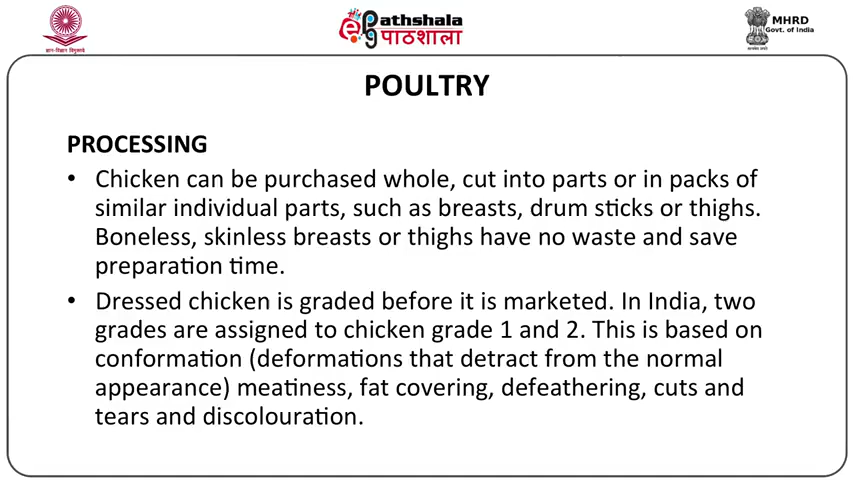 ज्ञान-विज्ञान विमुक्तये
ePathshala
पाठशाला
MHRD
Govt. of India
POULTRY
PROCESSING
• Chicken can be purchased whole, cut into parts or in packs of
similar individual parts, such as breasts, drum sticks or thighs.
Boneless, skinless breasts or thighs have no waste and save
preparation time.
• Dressed chicken is graded before it is marketed. In India, two
grades are assigned to chicken grade 1 and 2. This is based on
conformation (deformations that detract from the normal
appearance) meatiness, fat covering, defeathering, cuts and
tears and discolouration.